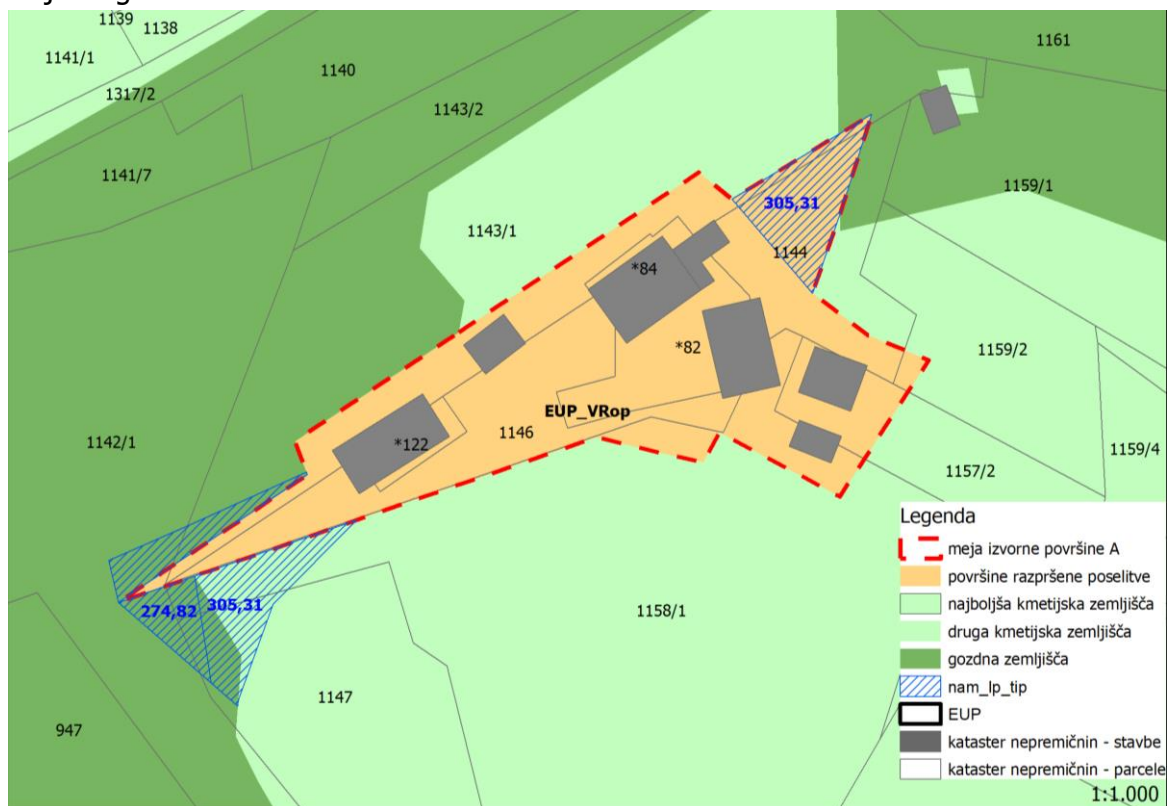 1139
1138
1141/1
1317/2
1140
1161
1143/2
1141/7
1159/1
305,31
1143/1
1144
*84
*82
1159/2
EUP_VRop
1146
*122
1142/1
1159/4
1157/2
274,82
305,31
1158/1
1147
947
Legenda
meja izvorne površine A
površine razpršene poselitve
najboljša kmetijska zemljišča
druga kmetijska zemljišča
gozdna zemljišča
nam_lp_tip
EUP
kataster nepremičnin - stavbe
kataster nepremičnin - parcele
1:1,000